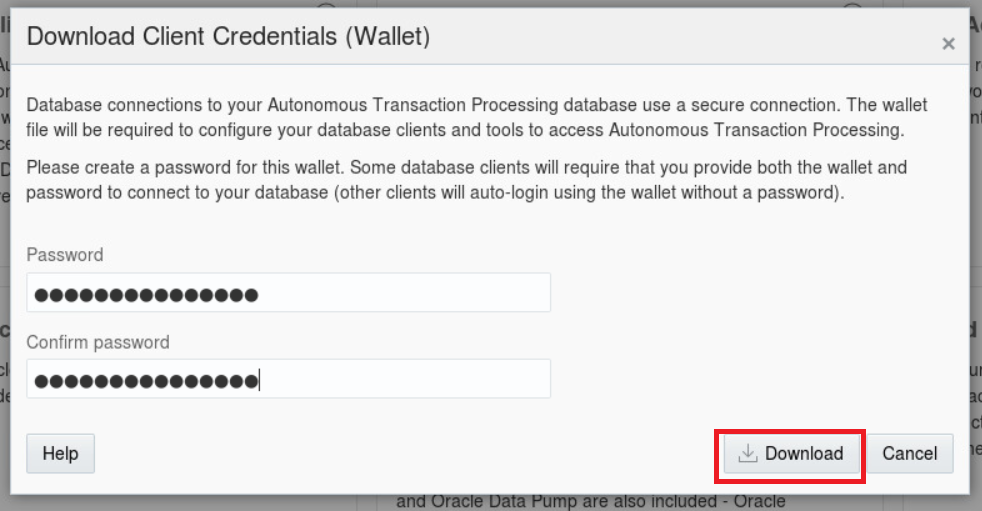 Download Client Credentials (Wallet)
×
Database connections to your Autonomous Transaction Processing database use a secure connection. The wallet
file will be required to configure your database clients and tools to access Autonomous Transaction Processing.
Please create a password for this wallet. Some database clients will require that you provide both the wallet and
password to connect to your database (other clients will auto-login using the wallet without a password).
Password
●●●●●●●●●●●●●●●
Confirm password
●●●●●●●●●●●●●●●
Help
Download
Cancel
and Oracle Data Pump are also included - Oracle